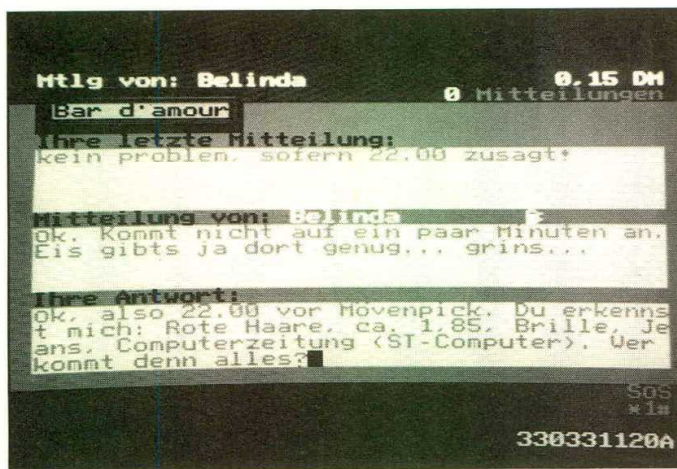 Mtlg von: Belinda 0,15 DM
0 Mitteilungen
Bar d'amour
Ihre letzte Mitteilung:
kein problem, sofern 22.00 zusagt!
Mitteilung von: Belinda
ok. Kommt nicht auf ein paar Minuten an.
Eis gibts ja dort genug... grins...
Ihre Antwort:
ok, also 22.00 vor Mövenpick. Du erkenns
t mich: Rote Haare, ca. 1,85, Brille, Je
ans, Computerzeitung (ST-Computer). Wer
kommt denn alles?
SOS
*1#
330331120A